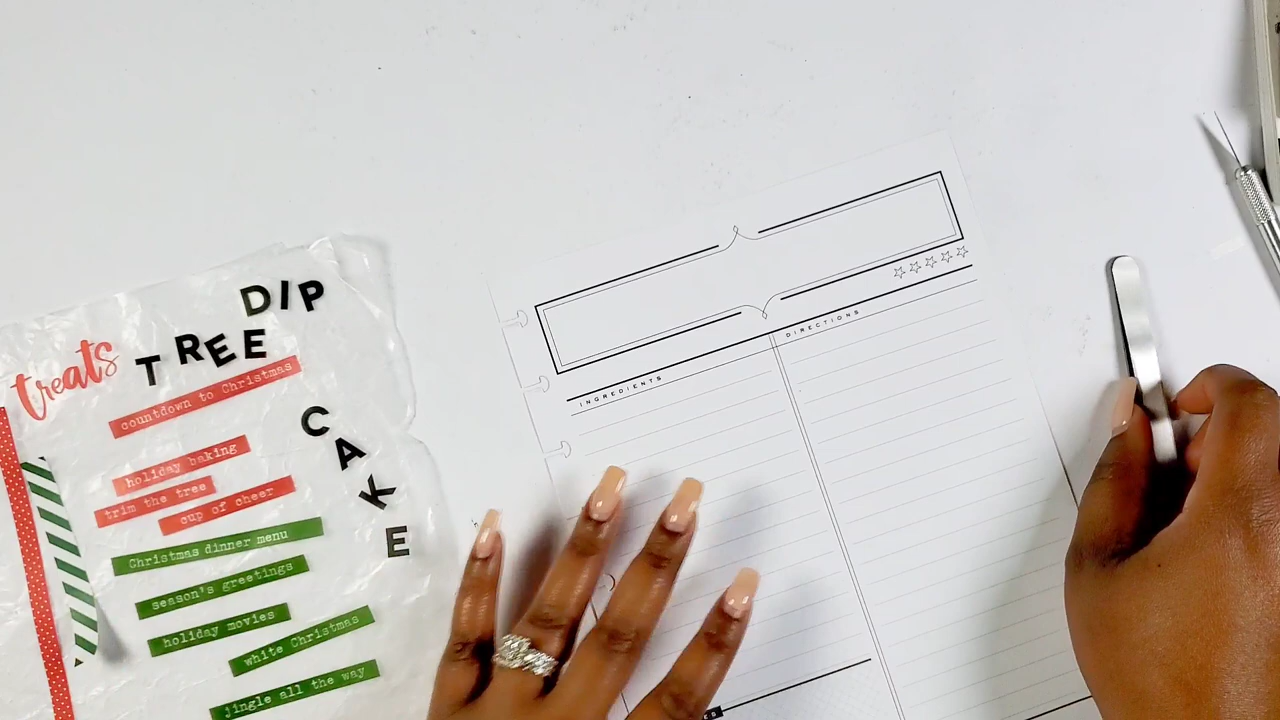 DIP
treats
TREE
countdown to Christmas
CAKE
holiday baking
trim the tree
cup of cheer
Christmas dinner menu
season's greetings
holiday movies
white Christmas
jingle all the way
INGREDIENTS
DIRECTIONS